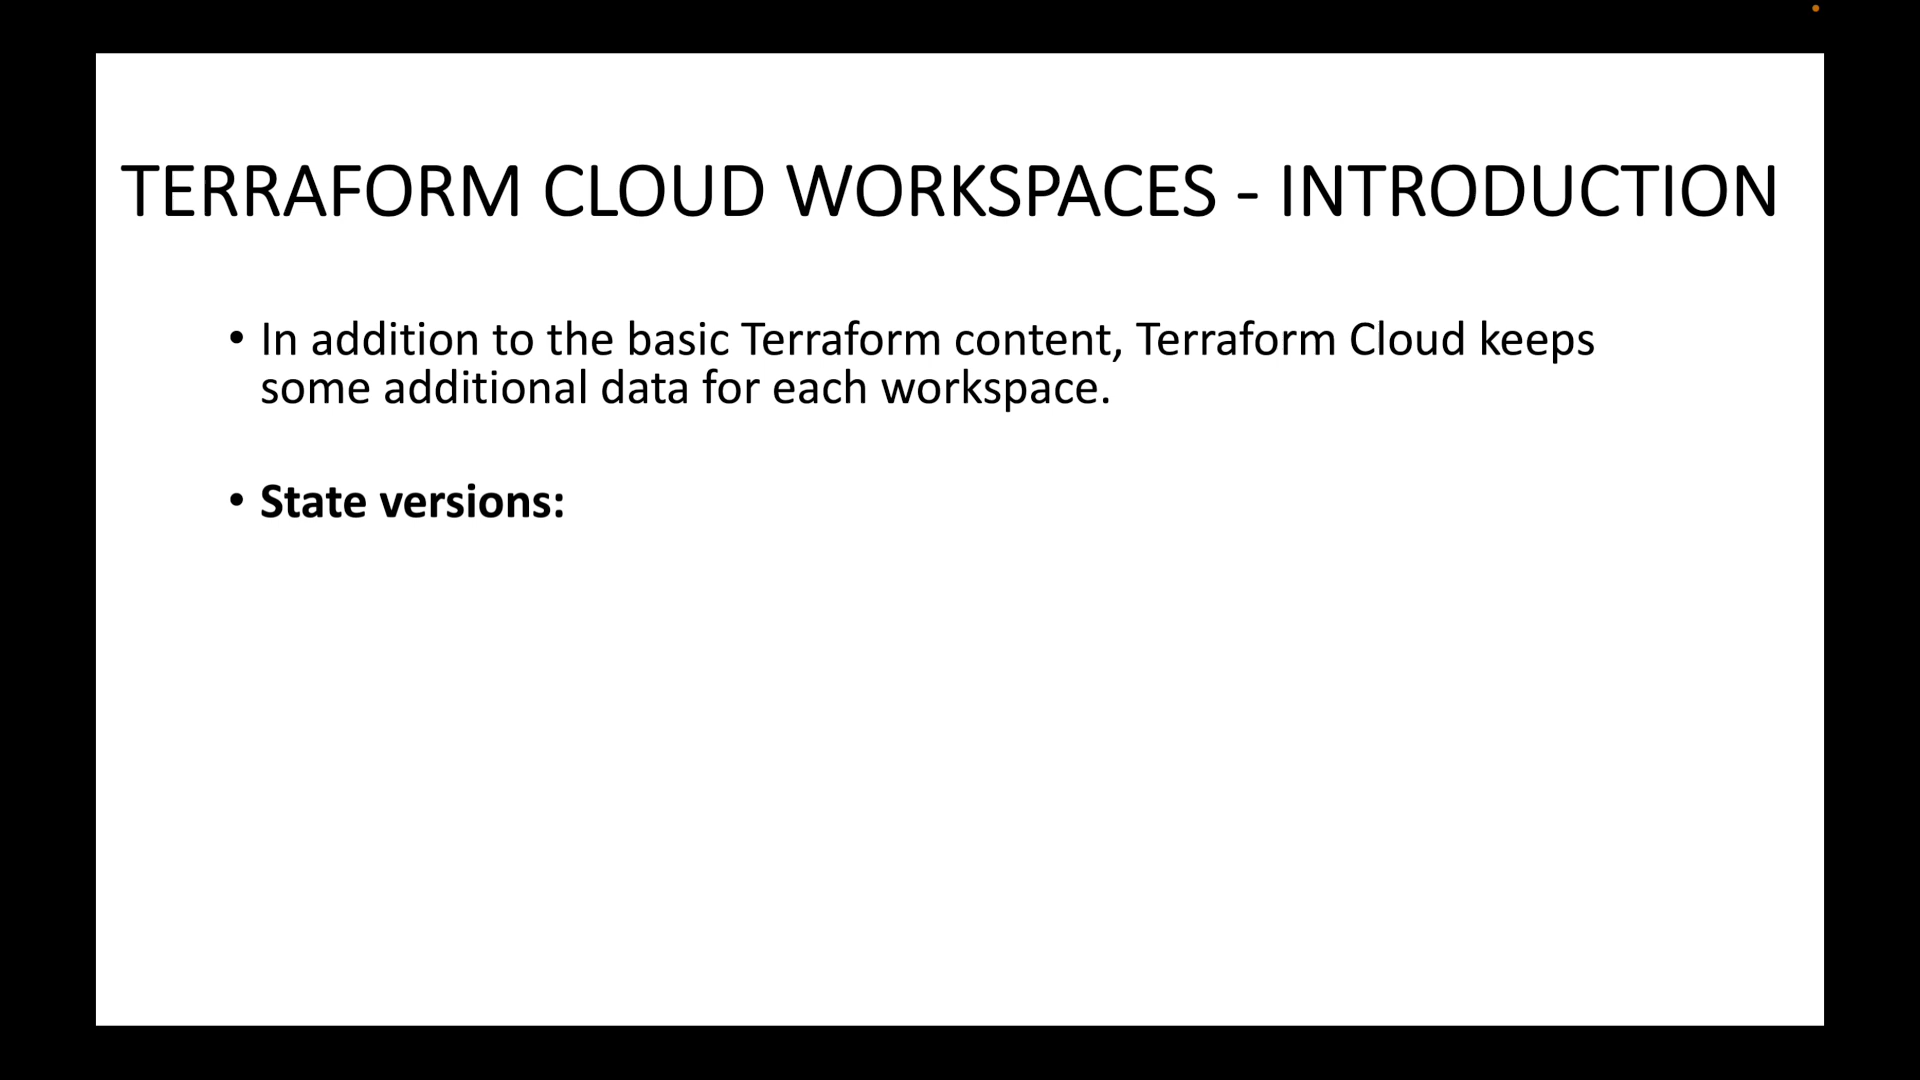 TERRAFORM CLOUD WORKSPACES - INTRODUCTION
• In addition to the basic Terraform content, Terraform Cloud keeps
some additional data for each workspace.
• State versions: